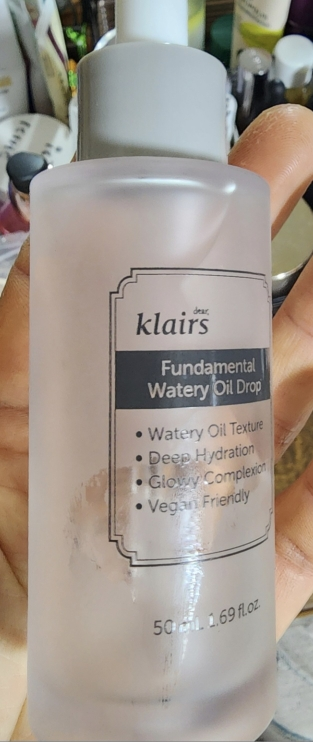 dear,
klairs
Fundamental
Watery Oil Drop
• Watery Oil Texture
• Deep Hydration
• Glowy Complexion
• Vegan Friendly
50 mL 1.69 fl.oz.